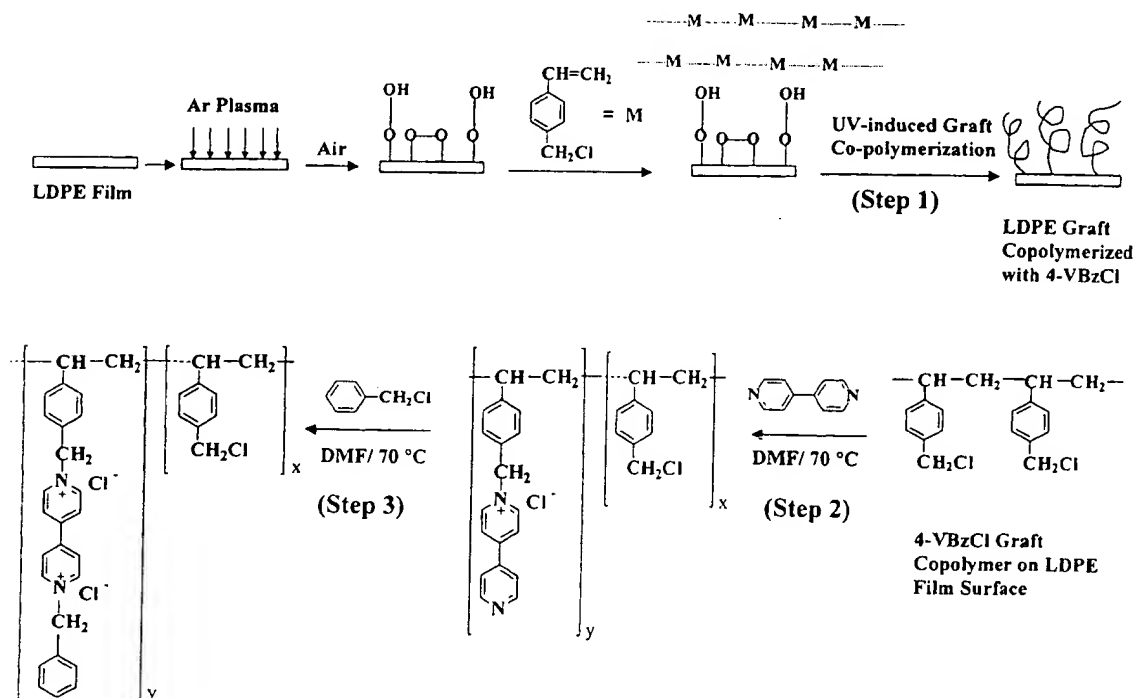 M M M M
M M M M
CH=CH₂
OH OH
OH OH
Ar Plasma
= M
UV-induced Graft
Co-polymerization
Air
O O—O O
O O—O O
CH₂Cl
LDPE Film
(Step 1)
LDPE Graft
Copolymerized
with 4-VBzCl
CH—CH₂ CH—CH₂
CH₂Cl
CH₂Cl
x
CH₂
N
+
Cl⁻
DMF/ 70 °C
(Step 3)
+
N
Cl⁻
CH₂
y
CH—CH₂ CH—CH₂
CH₂Cl
x
CH₂
N
+
Cl⁻
N
y
N N
DMF/ 70 °C
(Step 2)
—CH—CH₂—CH—CH₂—
CH₂Cl CH₂Cl
4-VBzCl Graft
Copolymer on LDPE
Film Surface